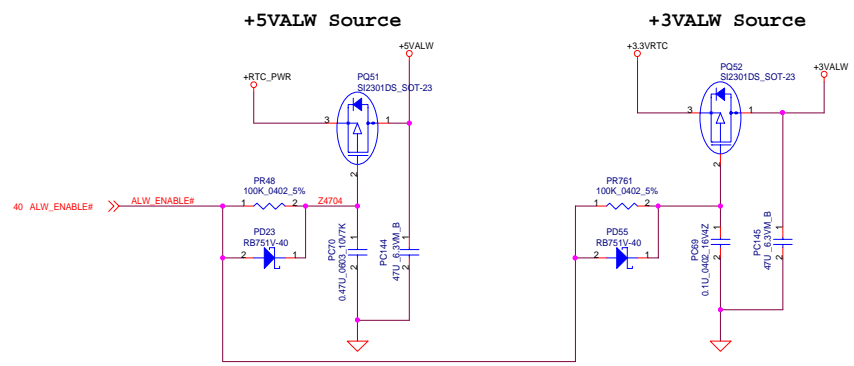 +5VALW Source
+3VALW Source
+5VALW
+RTC_PWR
PQ51
SI2301DS_SOT-23
3
1
2
40 ALW_ENABLE#
ALW_ENABLE#
PR48
100K_0402_5%
1
2
Z4704
PD23
RB751V-40
2
1
PC70
0.47U_0603_10V7K
1
2
PC144
47U_6.3VM_B
1
2
+3.3VRTC
PQ52
SI2301DS_SOT-23
+3VALW
3
1
2
PR761
100K_0402_5%
1
2
PD55
RB751V-40
2
1
PC69
0.1U_0402_16V4Z
1
2
PC145
47U_6.3VM_B
1
2